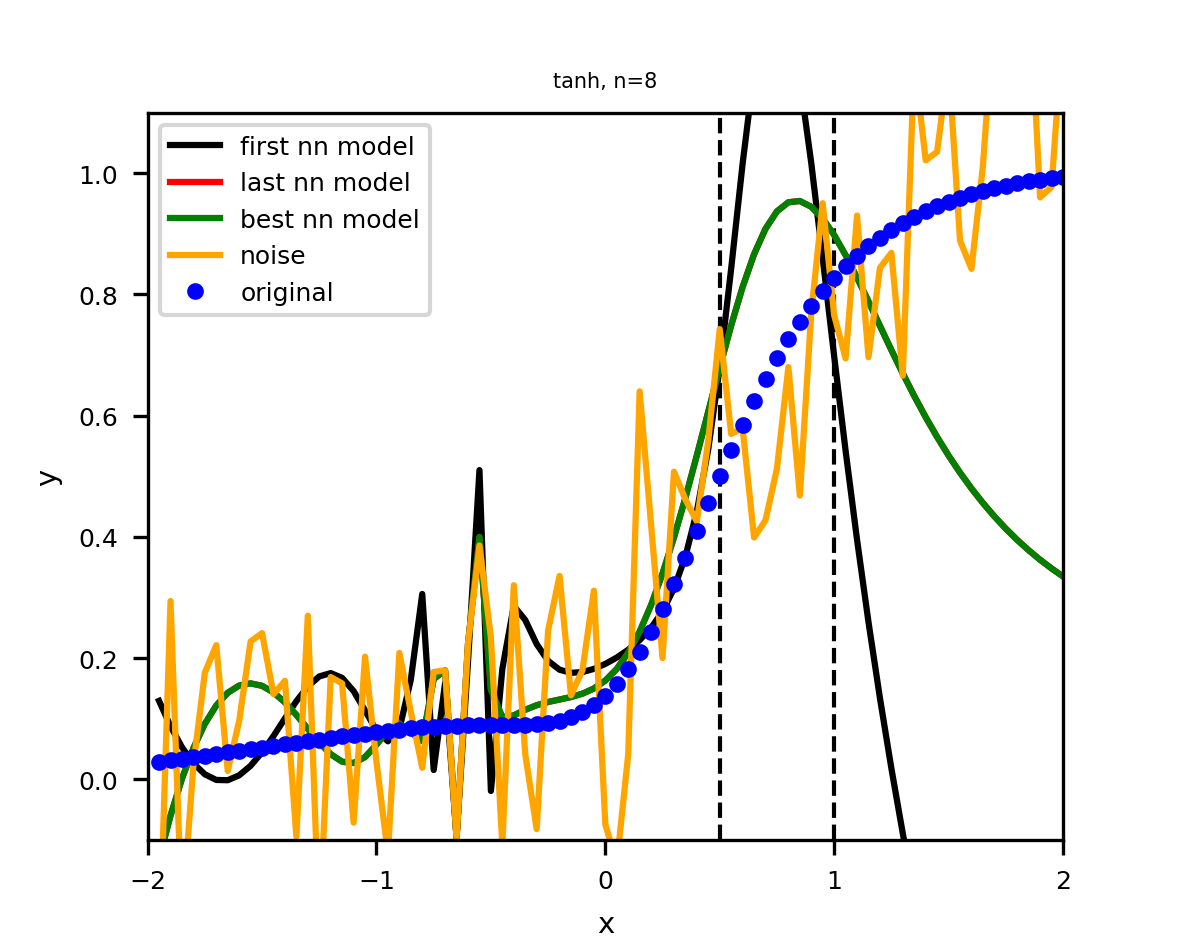 tanh, n=8
first nn model
last nn model
best nn model
noise
original
1.0
0.8
0.6
0.4
0.2
0.0
y
−2
−1
0
1
2
x